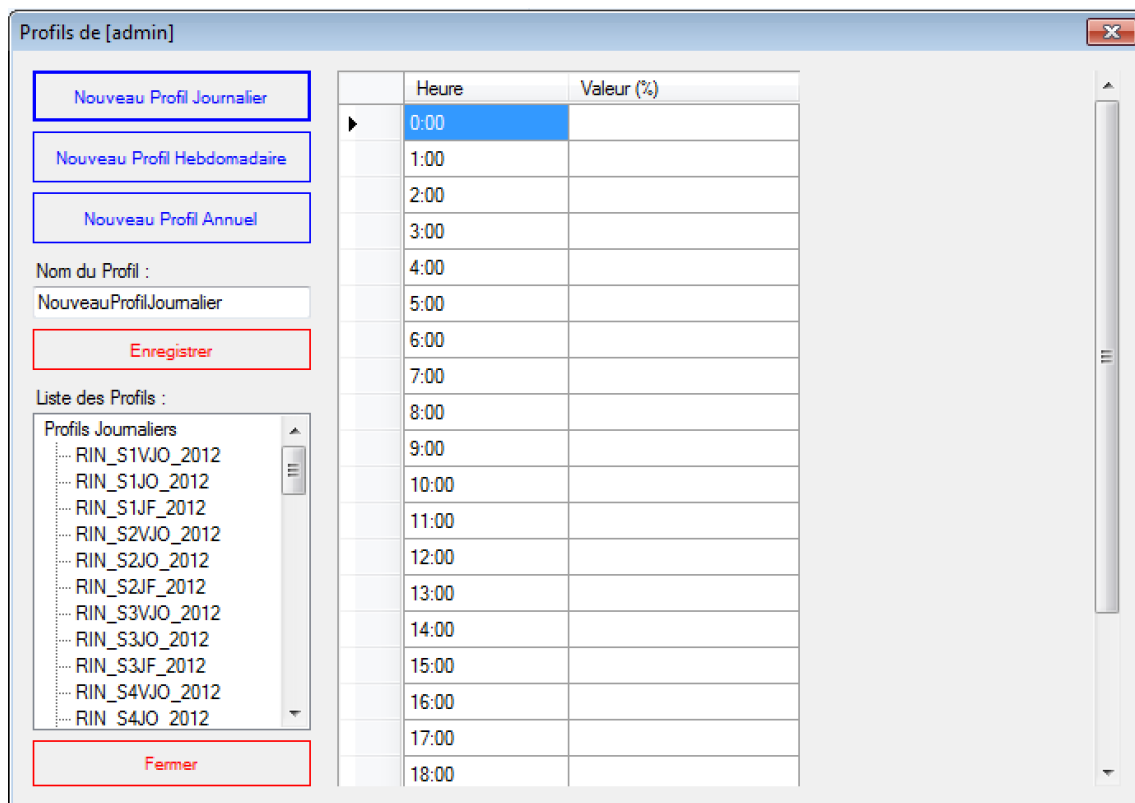 Profils de [admin]
Nouveau Profil Journalier
Nouveau Profil Hebdomadaire
Nouveau Profil Annuel
Nom du Profil :
NouveauProfilJournalier
Enregistrer
Liste des Profils :
Profils Journaliers
RIN_S1VJO_2012
RIN_S1JO_2012
RIN_S1JF_2012
RIN_S2VJO_2012
RIN_S2JO_2012
RIN_S2JF_2012
RIN_S3VJO_2012
RIN_S3JO_2012
RIN_S3JF_2012
RIN_S4VJO_2012
RIN_S4JO_2012
Fermer
Heure Valeur (%)
0:00
1:00
2:00
3:00
4:00
5:00
6:00
7:00
8:00
9:00
10:00
11:00
12:00
13:00
14:00
15:00
16:00
17:00
18:00